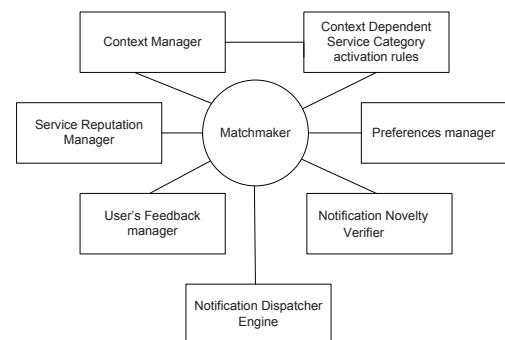 Context Manager
Context Dependent
Service Category
activation rules
Service Reputation
Manager
Matchmaker
Preferences manager
User's Feedback
manager
Notification Novelty
Verifier
Notification Dispatcher
Engine